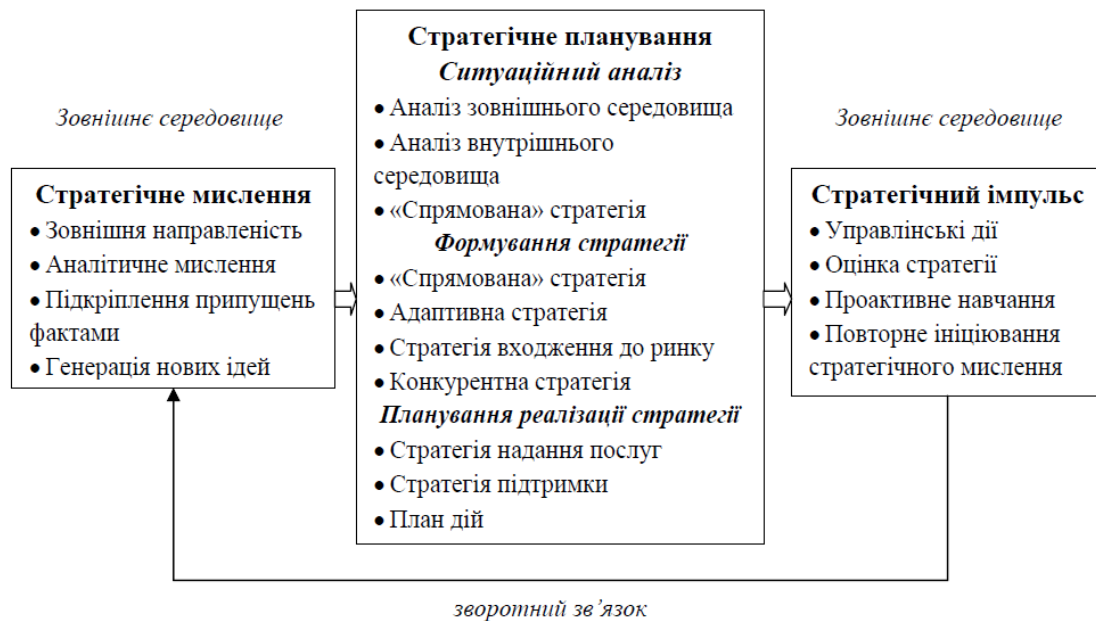 Зовнішнє середовище
Стратегічне мислення
• Зовнішня направленість
• Аналітичне мислення
• Підкріплення припущень
фактами
• Генерація нових ідей
Стратегічне планування
Ситуаційний аналіз
• Аналіз зовнішнього середовища
• Аналіз внутрішнього
середовища
• «Спрямована» стратегія
Формування стратегії
• «Спрямована» стратегія
• Адаптивна стратегія
• Стратегія входження до ринку
• Конкурентна стратегія
Планування реалізації стратегії
• Стратегія надання послуг
• Стратегія підтримки
• План дій
Зовнішнє середовище
Стратегічний імпульс
• Управлінські дії
• Оцінка стратегії
• Проактивне навчання
• Повторне ініціювання
стратегічного мислення
зворотний зв’язок